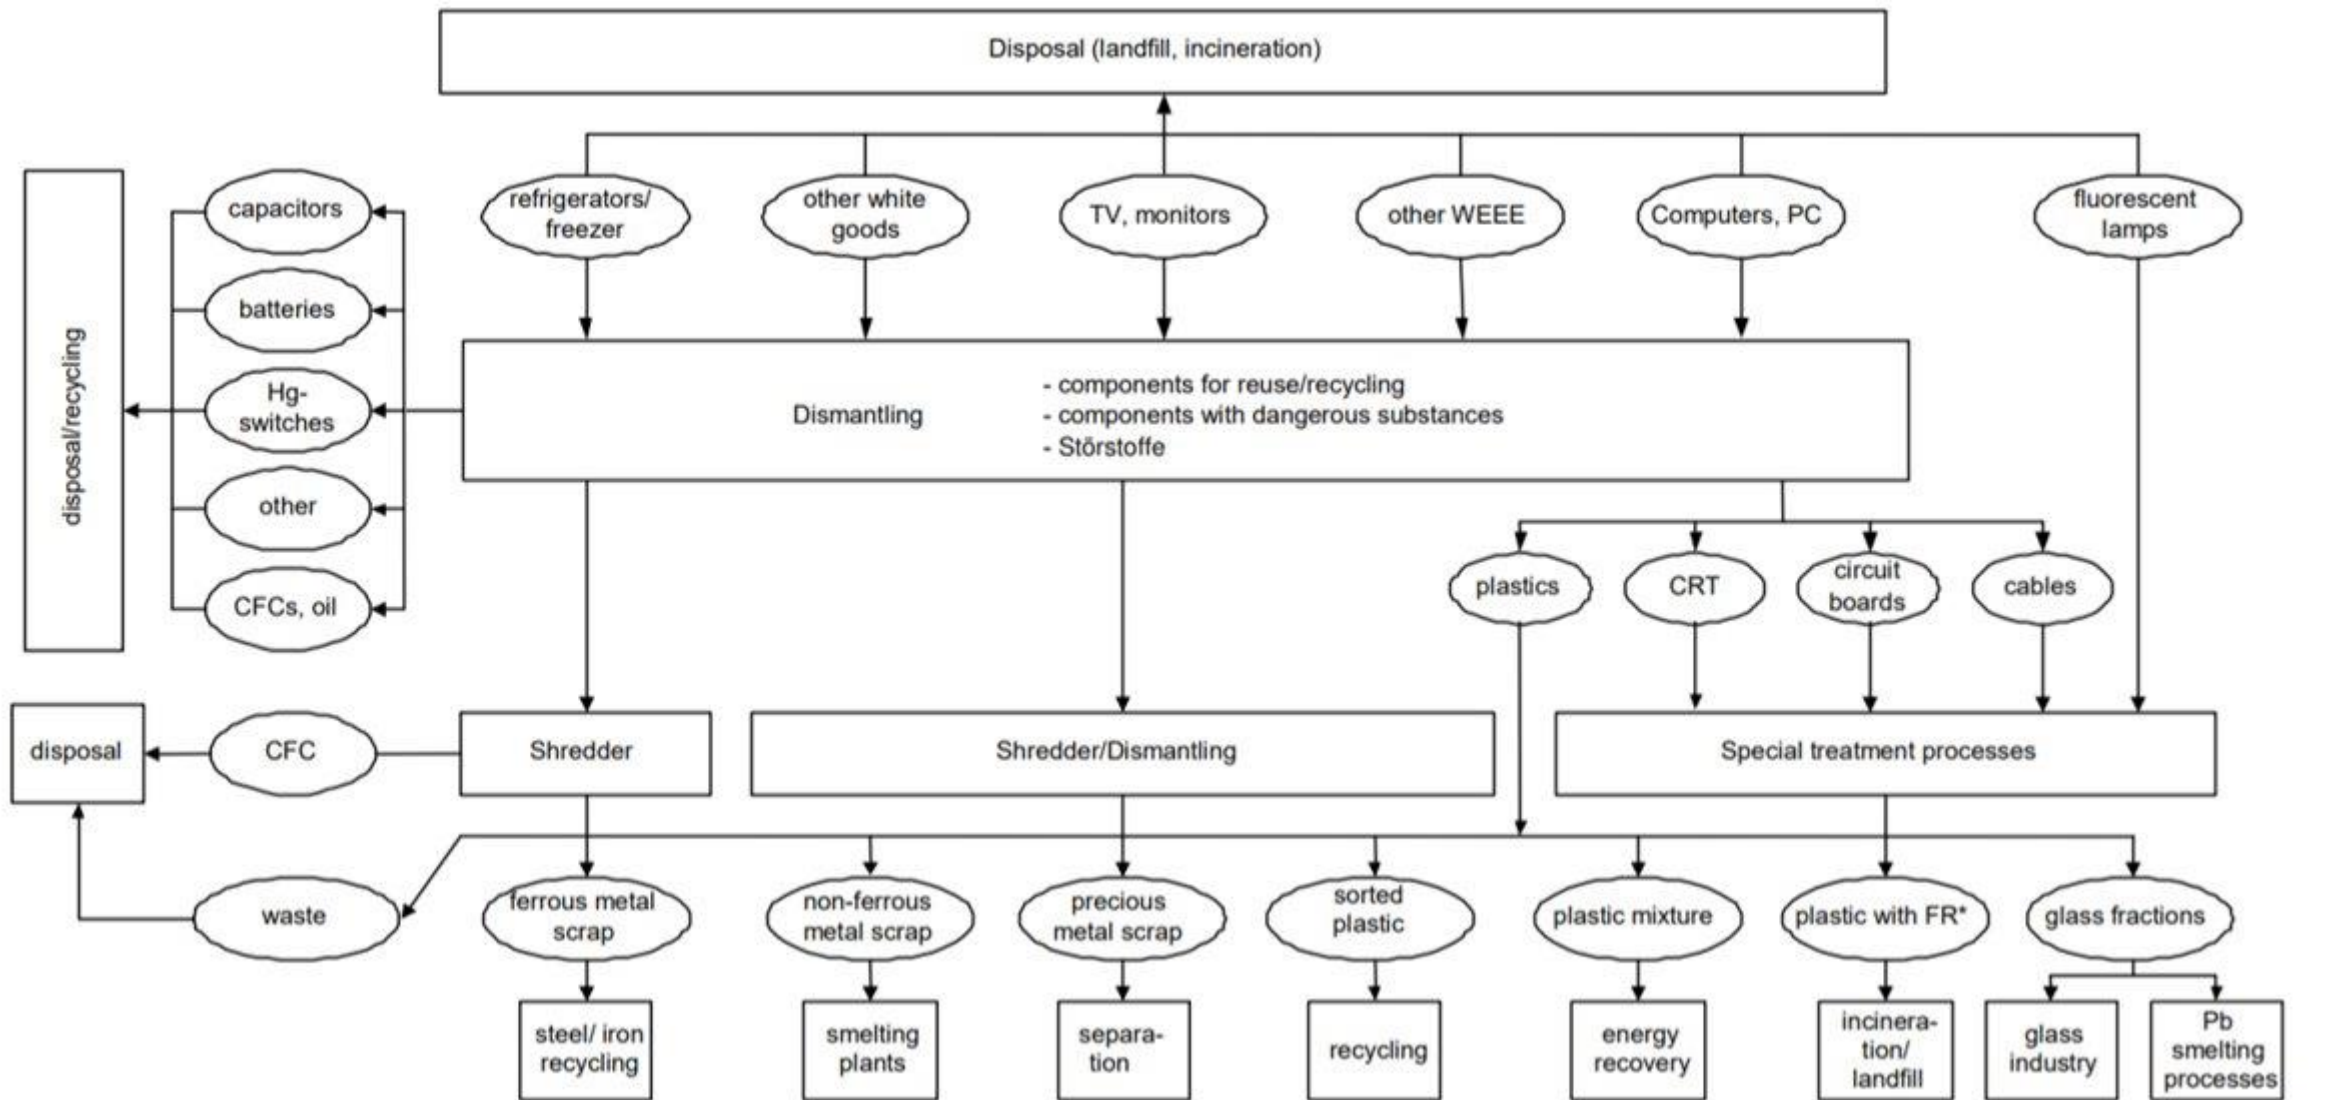 Disposal (landfill, incineration)
disposal/recycling
capacitors
batteries
Hg-
switches
other
CFCs, oil
refrigerators/
freezer
other white
goods
TV, monitors
other WEEE
Computers, PC
fluorescent
lamps
Dismantling
- components for reuse/recycling
- components with dangerous substances
- Störstoffe
plastics
CRT
circuit
boards
cables
disposal
CFC
Shredder
Shredder/Dismantling
Special treatment processes
waste
ferrous metal
scrap
non-ferrous
metal scrap
precious
metal scrap
sorted
plastic
plastic mixture
plastic with FR*
glass fractions
steel/ iron
recycling
smelting
plants
separa-
tion
recycling
energy
recovery
incinera-
tion/
landfill
glass
industry
Pb
smelting
processes